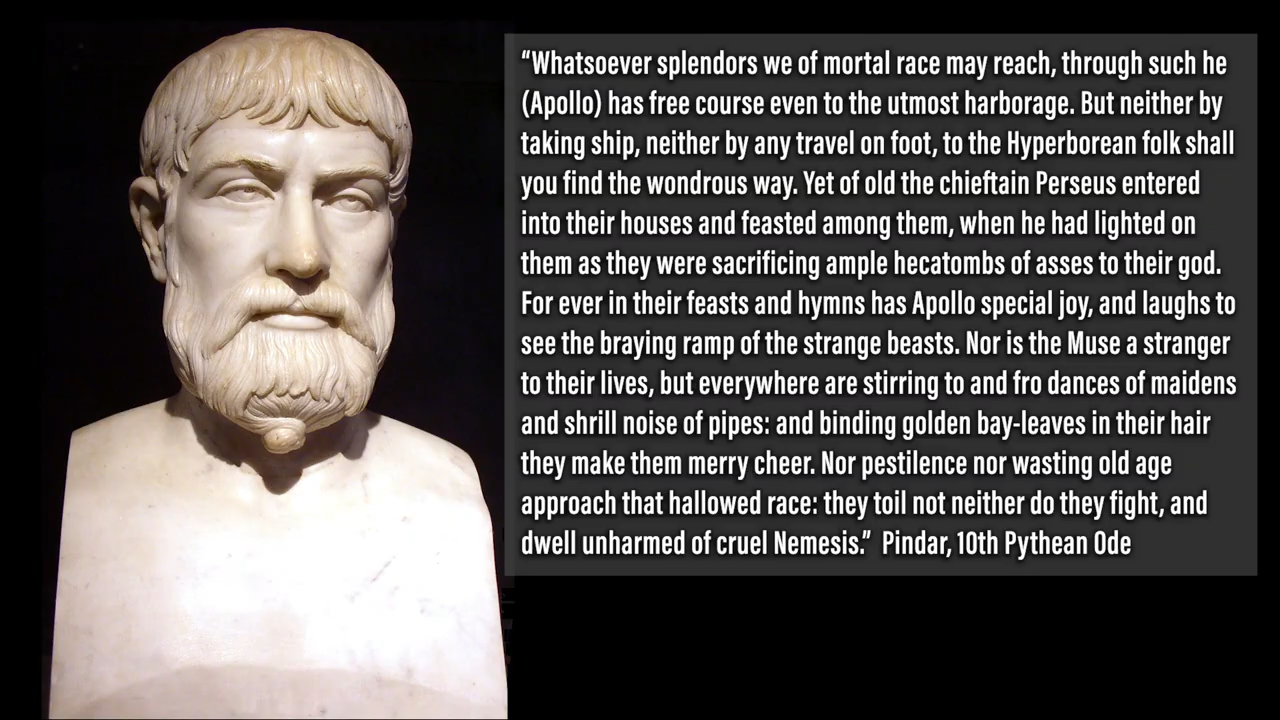 “Whatsoever splendors we of mortal race may reach, through such he
(Apollo) has free course even to the utmost harborage. But neither by
taking ship, neither by any travel on foot, to the Hyperborean folk shall
you find the wondrous way. Yet of old the chieftain Perseus entered
into their houses and feasted among them, when he had lighted on
them as they were sacrificing ample hecatombs of asses to their god.
For ever in their feasts and hymns has Apollo special joy, and laughs to
see the braying ramp of the strange beasts. Nor is the Muse a stranger
to their lives, but everywhere are stirring to and fro dances of maidens
and shrill noise of pipes: and binding golden bay-leaves in their hair
they make them merry cheer. Nor pestilence nor wasting old age
approach that hallowed race: they toil not neither do they fight, and
dwell unharmed of cruel Nemesis.” Pindar, 10th Pythean Ode